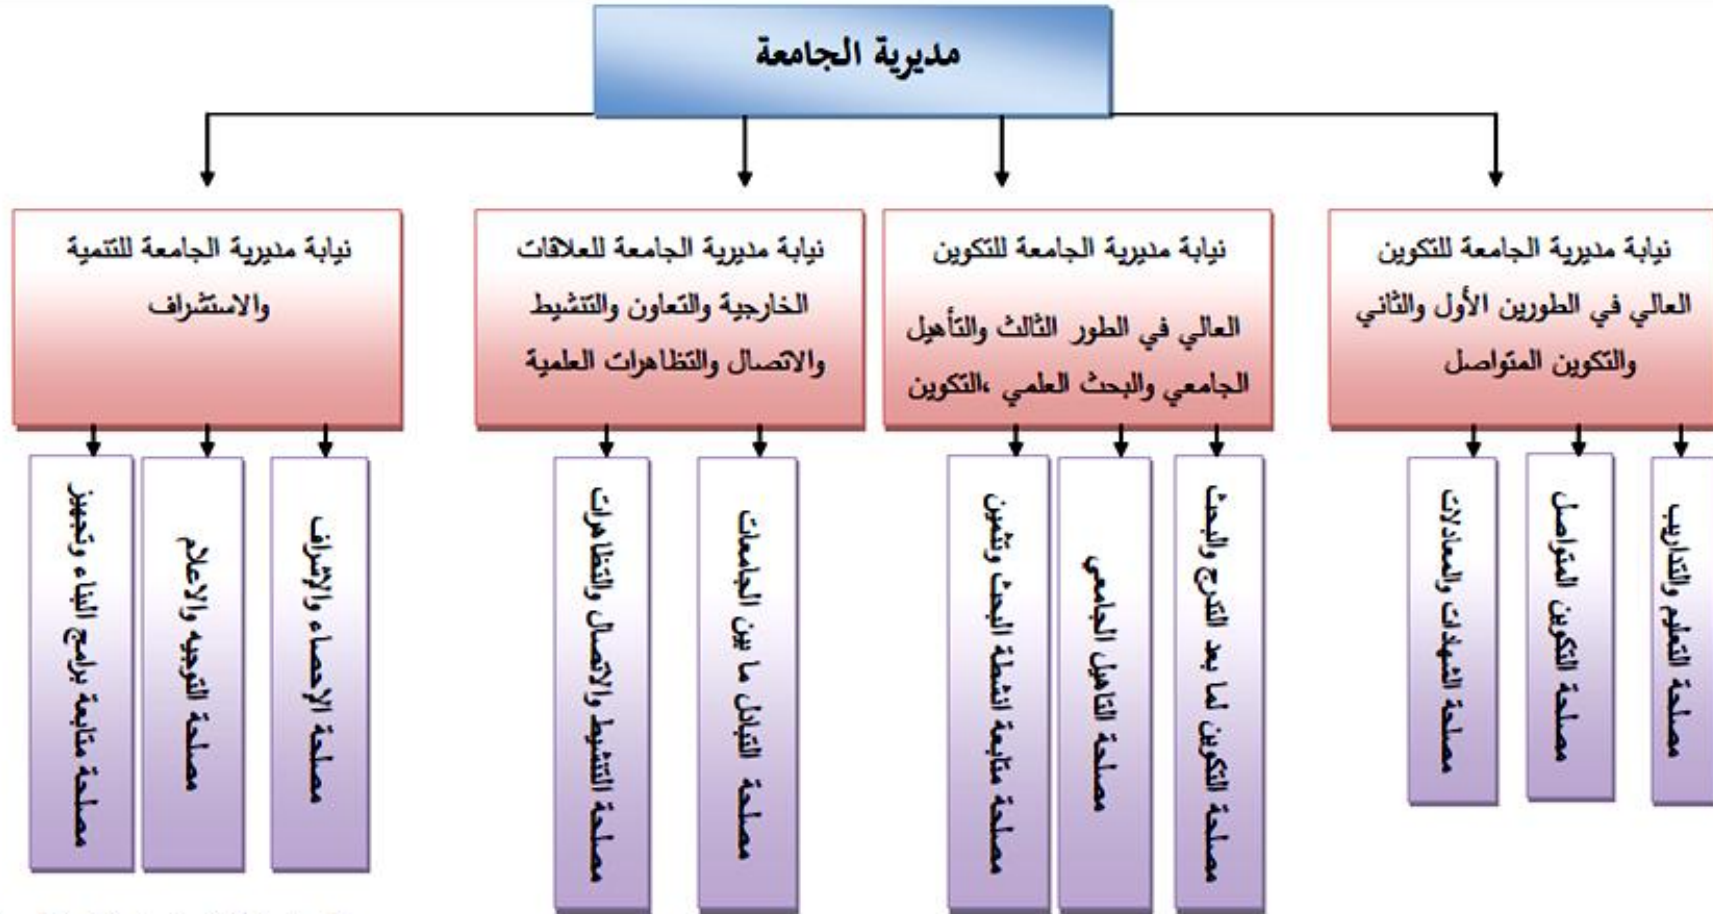 مديرية الجامعة
نيابة مديرية الجامعة للتكوين
العالي في الطورين الأول والثاني
والتكوين المتواصل
نيابة مديرية الجامعة للتكوين
العالي في الطور الثالث والتأهيل
الجامعي والبحث العلمي ،التكوين
نيابة مديرية الجامعة للعلاقات
الخارجية والتعاون والتنشيط
والاتصال والتظاهرات العلمية
نيابة مديرية الجامعة للتنمية
والاستشراف
مصلحة التعليم والتداريب
مصلحة التكوين المتواصل
مصلحة الشهادات والمعادلات
مصلحة التكوين لما بعد التدرج والبحث
مصلحة التاهيل الجامعي
مصلحة متابعة انشطة البحث وتثمين
مصلحة التبادل ما بين الجامعات
مصلحة التنشيط والاتصال والتظاهرات
مصلحة الإحصاء والإشراف
مصلحة التوجيه والاعلام
مصلحة متابعة برامج البناء وتجهيز